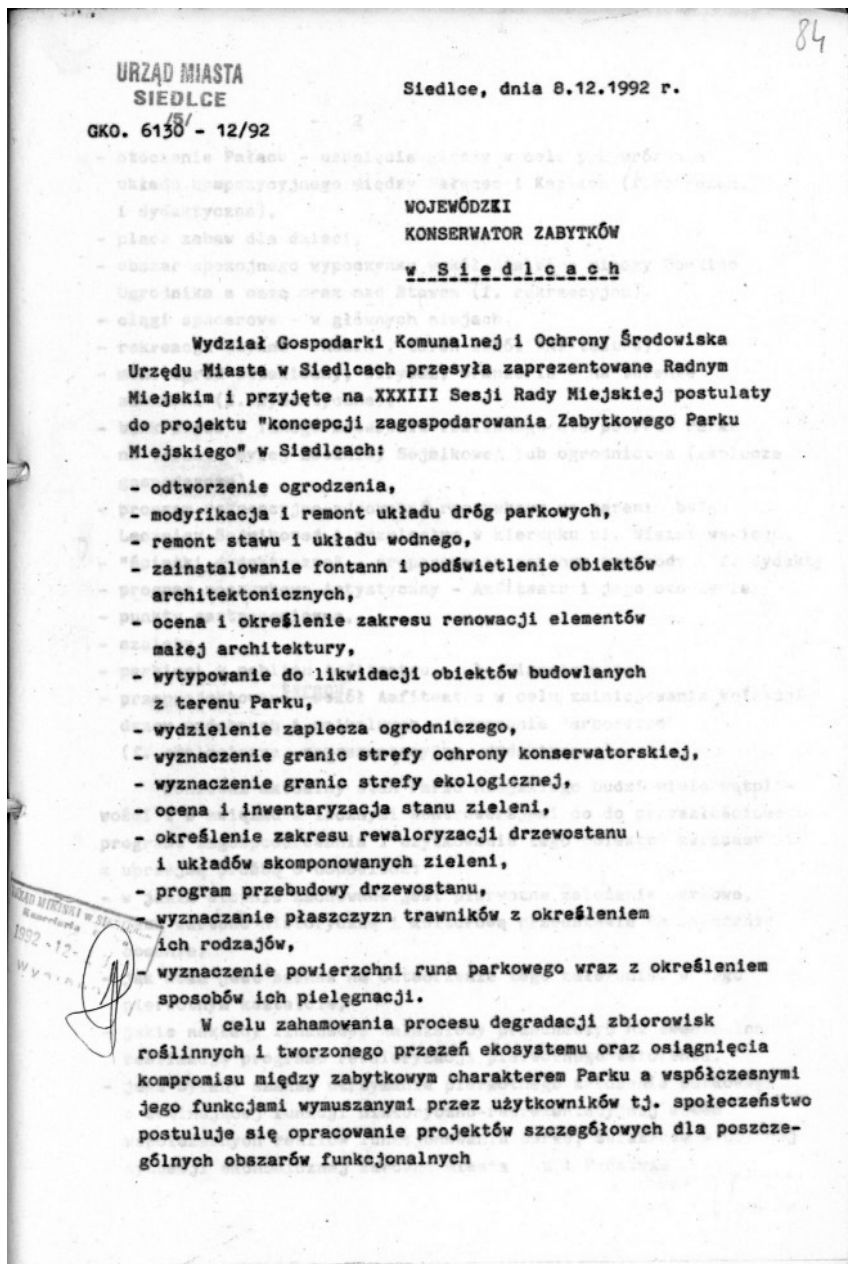 84
URZĄD MIASTA
SIEDLCE
Siedlce, dnia 8.12.1992 r.
/5/
GKO. 6130 - 12/92
WOJEWÓDZKI
KONSERWATOR ZABYTKÓW
w S i e d l c a c h
Wydział Gospodarki Komunalnej i Ochrony Środowiska
Urzędu Miasta w Siedlcach przesyła zaprezentowane Radnym
Miejskim i przyjęte na XXXIII Sesji Rady Miejskiej postulaty
do projektu "koncepcji zagospodarowania Zabytkowego Parku
Miejskiego" w Siedlcach:
- odtworzenie ogrodzenia,
- modyfikacja i remont układu dróg parkowych,
- remont stawu i układu wodnego,
- zainstalowanie fontann i podświetlenie obiektów
architektonicznych,
- ocena i określenie zakresu renowacji elementów
małej architektury,
- wytypowanie do likwidacji obiektów budowlanych
z terenu Parku,
- wydzielenie zaplecza ogrodniczego,
- wyznaczenie granic strefy ochrony konserwatorskiej,
- wyznaczenie granic strefy ekologicznej,
- ocena i inwentaryzacja stanu zieleni,
- określenie zakresu rewaloryzacji drzewostanu
i układów skomponowanych zieleni,
- program przebudowy drzewostanu,
- wyznaczanie płaszczyzn trawników z określeniem
ich rodzajów,
- wyznaczenie powierzchni runa parkowego wraz z określeniem
sposobów ich pielęgnacji.
W celu zahamowania procesu degradacji zbiorowisk
roślinnych i tworzonego przezeń ekosystemu oraz osiągnięcia
kompromisu między zabytkowym charakterem Parku a współczesnymi
jego funkcjami wymuszanymi przez użytkowników tj. społeczeństwo
postuluje się opracowanie projektów szczegółowych dla poszcze-
gólnych obszarów funkcjonalnych
1992 -12-